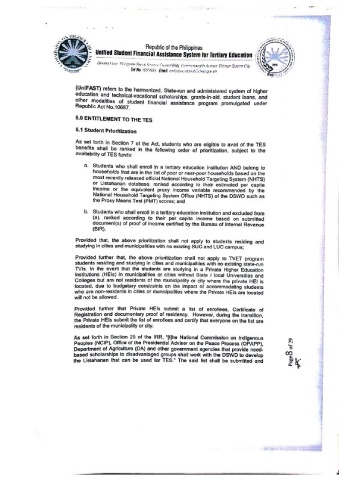 Republic of the Philippines
Unified Student Financial Assistance System for Tertiary Education
(UniFAST) refers to the harmonized, State-run and administered system of higher
education and technical-vocational scholarships, grants-in-aid, student loans, and
other modalities of student financial assistance program promulgated under
Republic Act No.10687.
6.0 ENTITLEMENT TO THE TES
6.1 Student Prioritization
As set forth in Section 7 of the Act, students who are eligible to avail of the TES
benefits shall be ranked in the following order of prioritization, subject to the
availability of TES funds:
a. Students who shall enroll in a tertiary education institution AND belong to
households that are in the list of poor or near-poor households based on the
most recently released official National Household Targeting System (NHTS)
or Listahanan database, ranked according to their estimated per capita
income or the equivalent proxy income variable recommended by the
National Household Targeting Office (NHTO) of the DSWD such as
the Proxy Means Test (PMT) scores; and
b. Students who shall enroll in a tertiary education institution and excluded from
(a), ranked according to their per capita income based on submitted
document(s) of proof of income certified by the Bureau of Internal Revenue
(BIR).
Provided that, the above prioritization shall not apply to students residing and
studying in cities and municipalities with no existing SUC and LUC campus;
Provided further that, the above prioritization shall not apply to TVET program
students residing and studying in cities and municipalities with no existing state-run
TVIs. In the event that the students are studying in a Private Higher Education
Institutions (HEIs) in municipalities or cities without State / Local Universities and
Colleges but are not residents of the municipality or city where the private HEI is
located, due to budgetary constraints on the impact of accommodating students
who are non-residents in cities or municipalities where the Private HEIs are located
will not be allowed.
Provided further that Private HEIs submit a list of enrollees, Certificate of
Registration and documentary proof of residency. However, during the transition,
the Private HEIs submit the list of enrollees and certify that everyone on the list are
residents of the municipality or city.
As set forth in Section 25 of the IRR, "[t]he National Commission on Indigenous
Peoples (NCIP), Office of the Presidential Adviser on the Peace Process (OPAPP),
Department of Agriculture (DA) and other government agencies that provide need-
based scholarships to disadvantaged groups shall work with the DSWD to develop
the Listahanan that can be used for TES." The said list shall be submitted and
Page 8 of 29